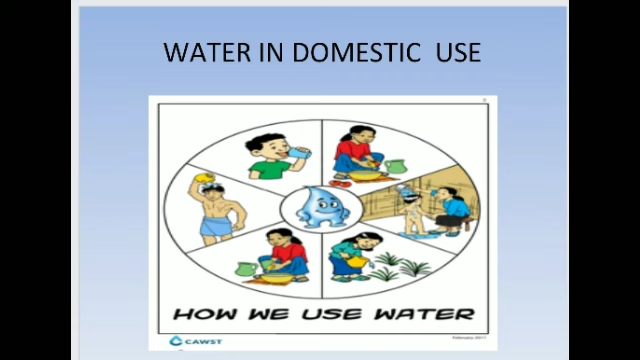 WATER IN DOMESTIC USE
HOW WE USE WATER
CAWST